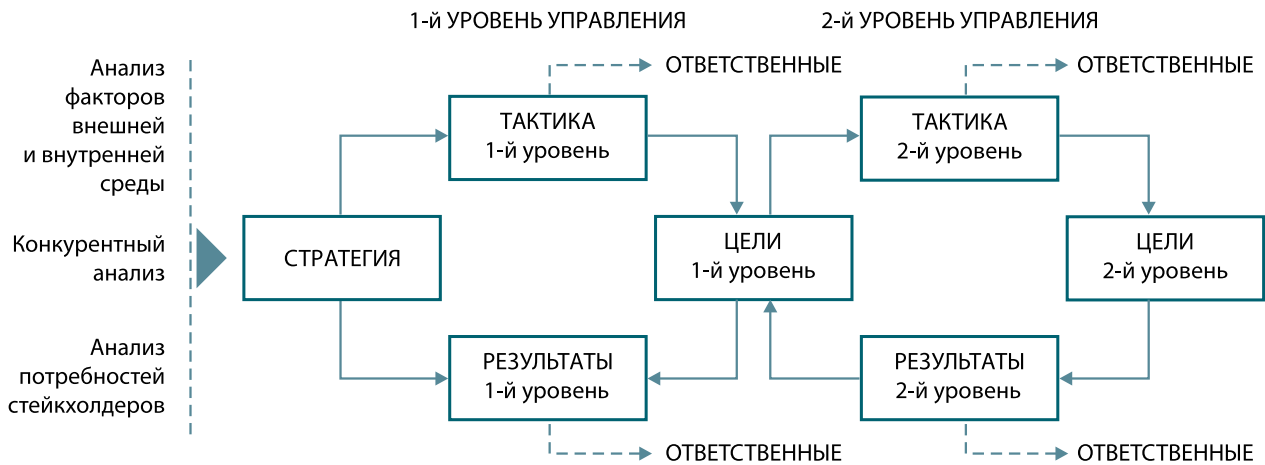 1-й УРОВЕНЬ УПРАВЛЕНИЯ
2-й УРОВЕНЬ УПРАВЛЕНИЯ
Анализ
факторов
внешней
и внутренней
среды
Конкурентный
анализ
Анализ
потребностей
стейкхолдеров
СТРАТЕГИЯ
ОТВЕТСТВЕННЫЕ
ТАКТИКА
1-й уровень
ЦЕЛИ
1-й уровень
РЕЗУЛЬТАТЫ
1-й уровень
ОТВЕТСТВЕННЫЕ
ОТВЕТСТВЕННЫЕ
ТАКТИКА
2-й уровень
ЦЕЛИ
2-й уровень
РЕЗУЛЬТАТЫ
2-й уровень
ОТВЕТСТВЕННЫЕ